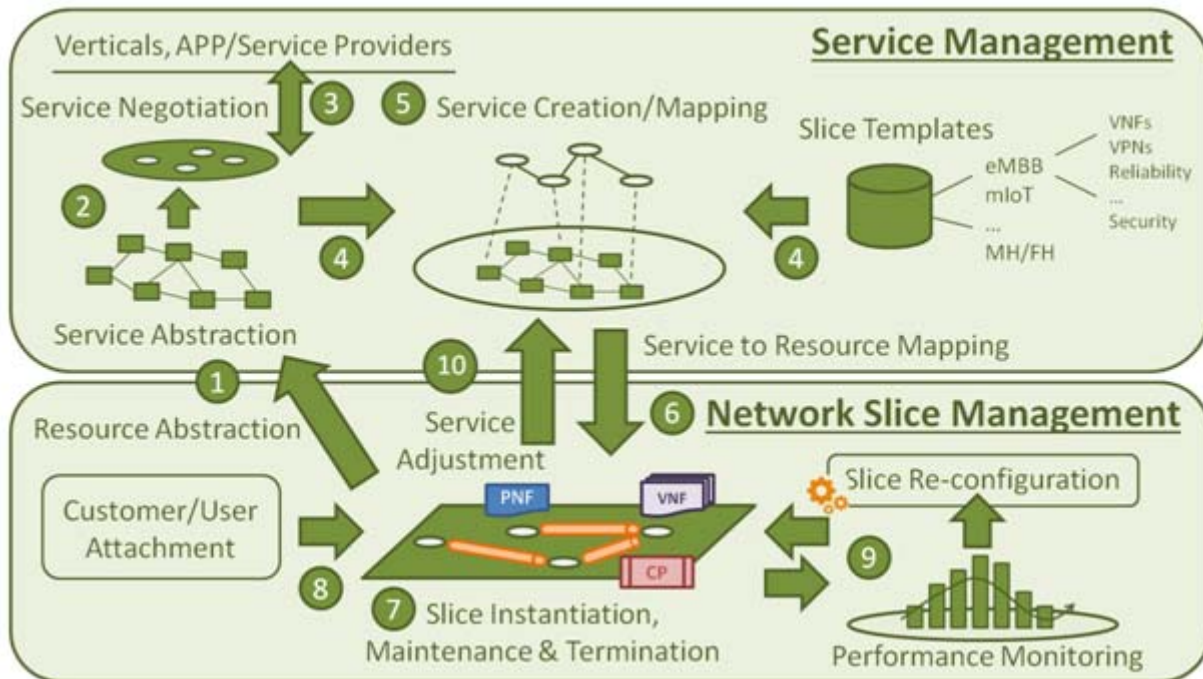 Verticals, APP/Service Providers
Service Management
Service Negotiation
3
5
Service Creation/Mapping
Slice Templates
VNFs
VPNs
Reliability
...
Security
eMBB
mIoT
...
MH/FH
2
4
4
Service Abstraction
1
10
Service to Resource Mapping
6
Network Slice Management
Resource Abstraction
Service
Adjustment
Slice Re-configuration
PNF
VNF
Customer/User
Attachment
CP
8
9
7
Slice Instantiation,
Maintenance & Termination
Performance Monitoring